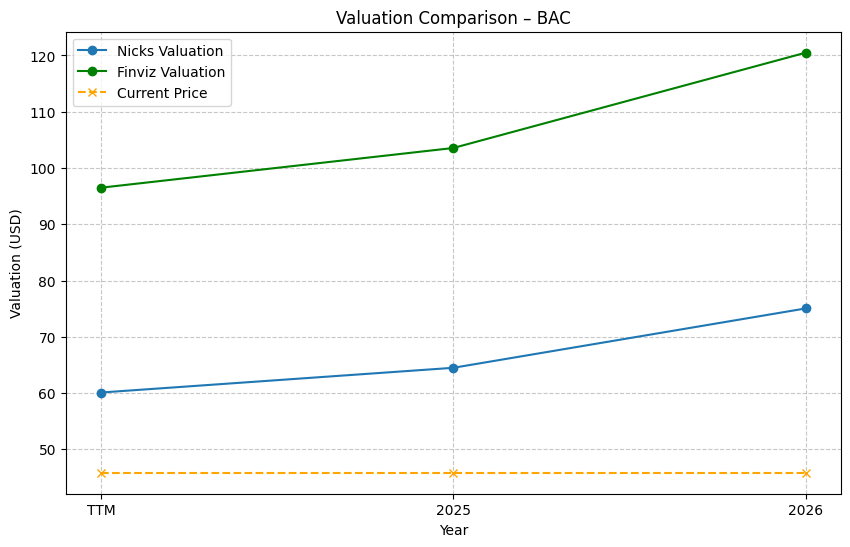 Valuation Comparison – BAC
Nicks Valuation
Finviz Valuation
Current Price
Valuation (USD)
120
110
100
90
80
70
60
50
TTM
2025
2026
Year